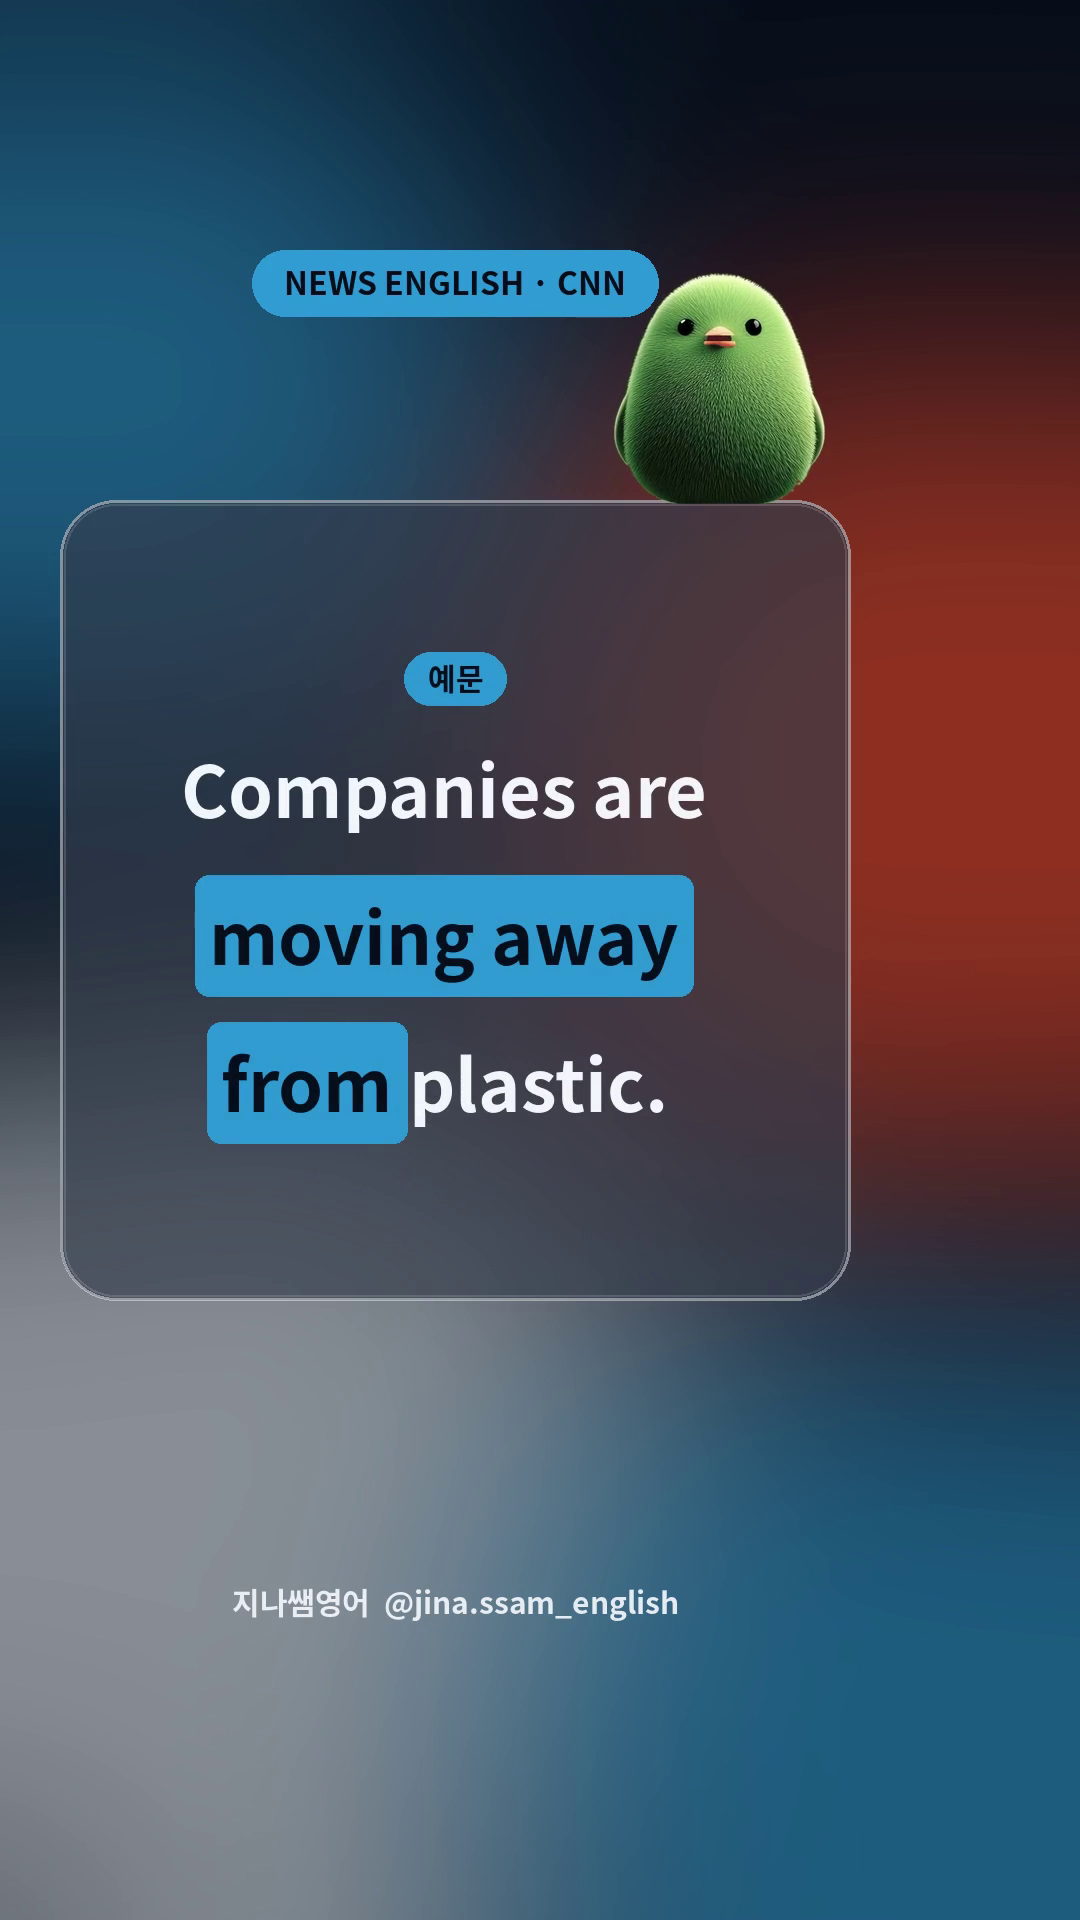 NEWS ENGLISH · CNN
예문
Companies are
moving away
from plastic.
지나쌤영어 @jina.ssam_english